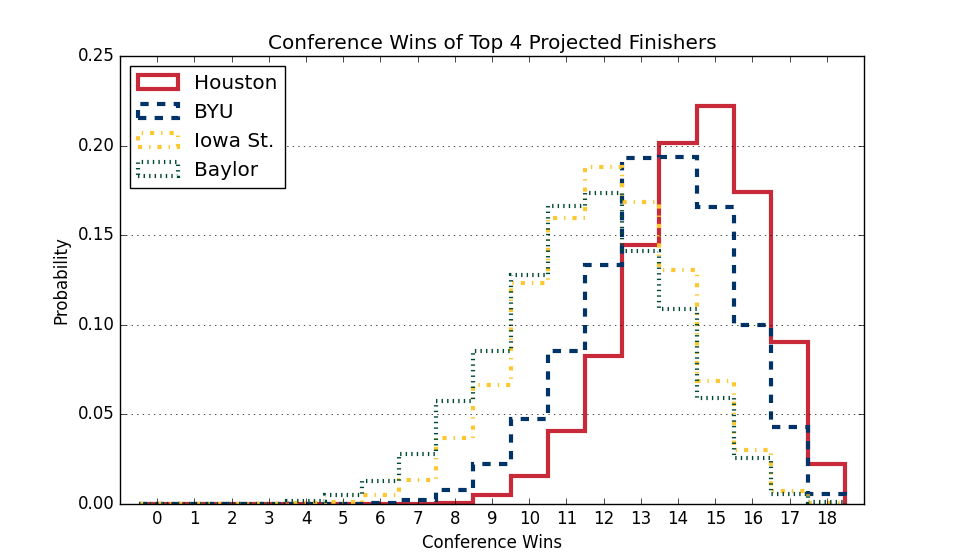 Conference Wins of Top 4 Projected Finishers
0.25
0.20
0.15
0.10
0.05
0.00
Probability
Houston
BYU
Iowa St.
Baylor
0 1 2 3 4 5 6 7 8 9 10 11 12 13 14 15 16 17 18
Conference Wins